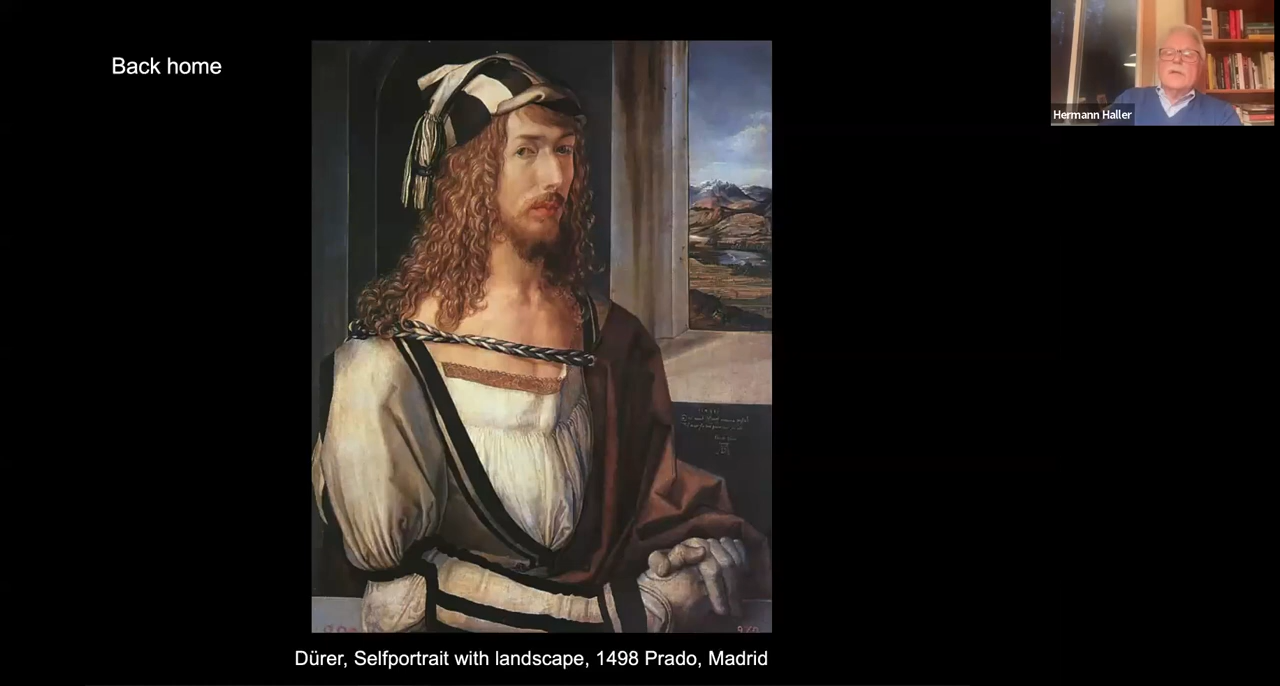 Back home
Hermann Haller
Dürer, Selfportrait with landscape, 1498 Prado, Madrid